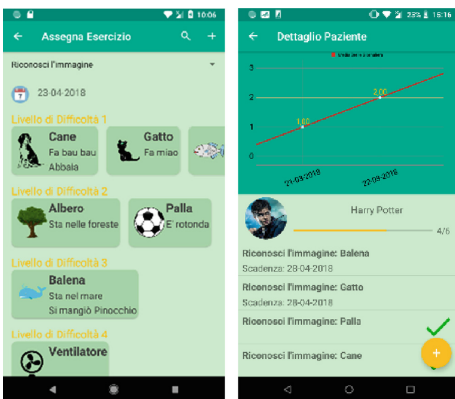 10:06
Assegna Esercizio
Riconosci l'immagine
23-04-2018
Livello di Difficoltà 1
Cane
Fa bau bau
Abbaia
Gatto
Fa miao
Livello di Difficoltà 2
Albero
Sta nelle foreste
Palla
E' rotonda
Livello di Difficoltà 3
Balena
Sta nel mare
Si mangiò Pinocchio
Livello di Difficoltà 4
Ventilatore
23% 15:16
Dettaglio Paziente
3
2
1
0
1,00
2,00
21-03-2018
22-03-2018
Harry Potter
4/6
Riconosci l'immagine: Balena
Scadenza: 28-04-2018
Riconosci l'immagine: Gatto
Scadenza: 28-04-2018
Riconosci l'immagine: Palla
Riconosci l'immagine: Cane